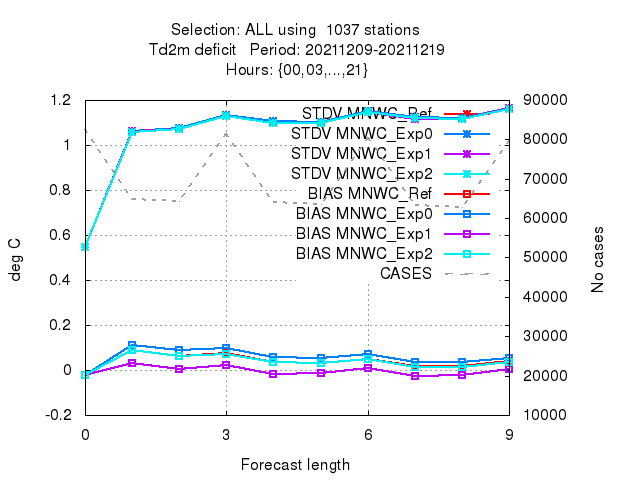 Selection: ALL using  1037 stations
Td2m deficit   Period: 20211209-20211219
Hours: {00,03,...,21}
1.2
1
0.8
0.6
0.4
0.2
0
-0.2
deg C
STDV MNWC_Ref
STDV MNWC_Exp0
STDV MNWC_Exp1
STDV MNWC_Exp2
BIAS MNWC_Ref
BIAS MNWC_Exp0
BIAS MNWC_Exp1
BIAS MNWC_Exp2
CASES
90000
80000
70000
60000
50000
40000
30000
20000
10000
No cases
0 3 6 9
Forecast length